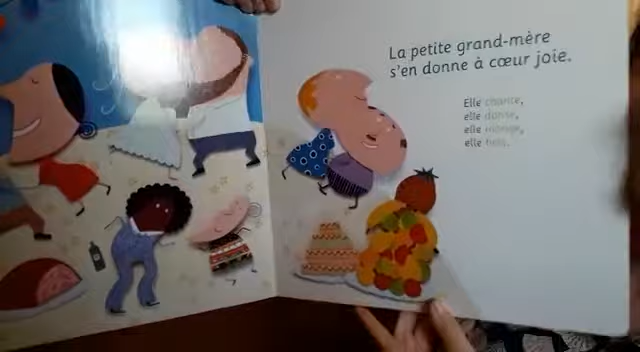 La petite grand-mère
s'en donne à cœur joie.
Elle chante,
elle danse,
elle mange,
elle boit.